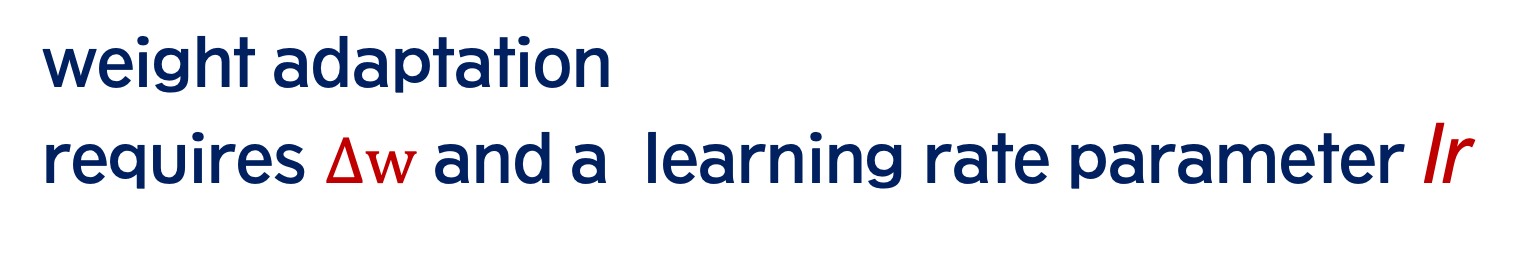 weight adaptation
requires Δw and a learning rate parameter lr